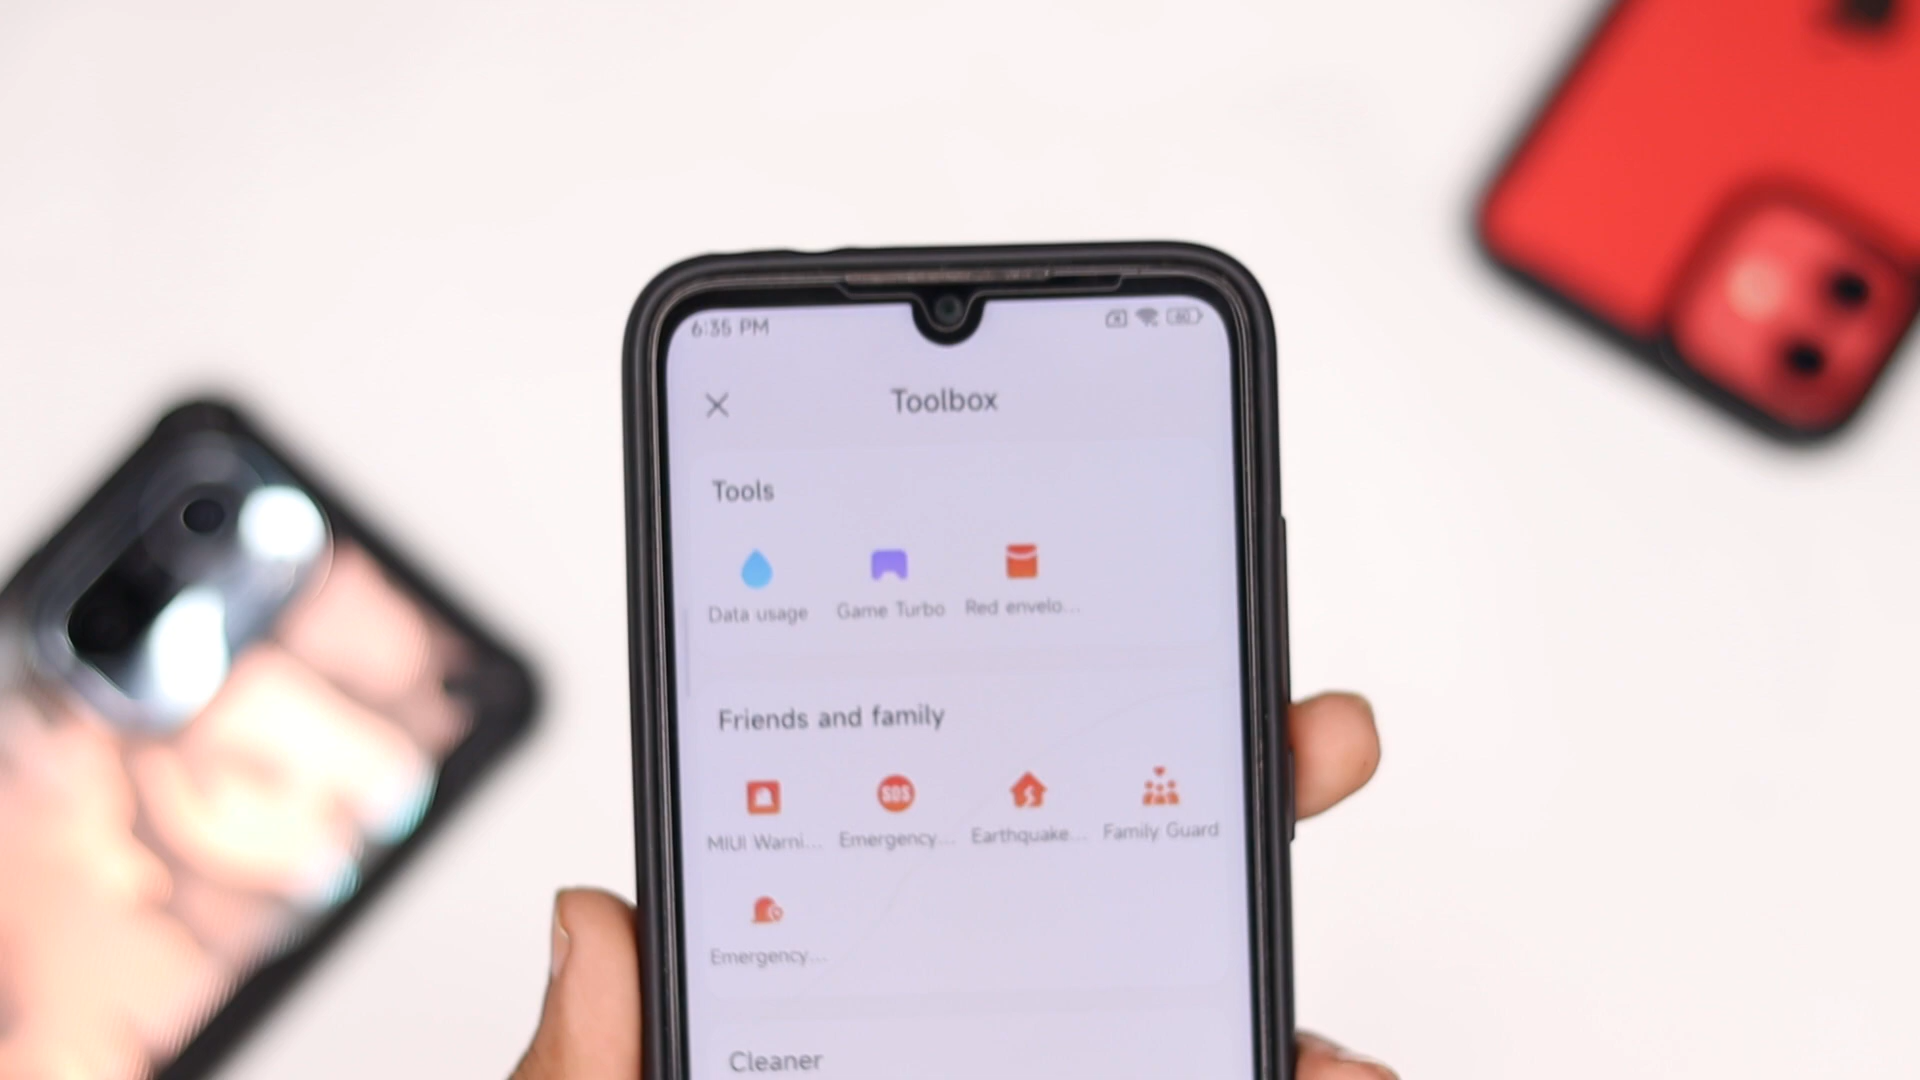 6:35 PM
Toolbox
Tools
Data usage Game Turbo Red envelo...
Friends and family
SOS
MIUI Warni... Emergency... Earthquake... Family Guard
Emergency...
Cleaner